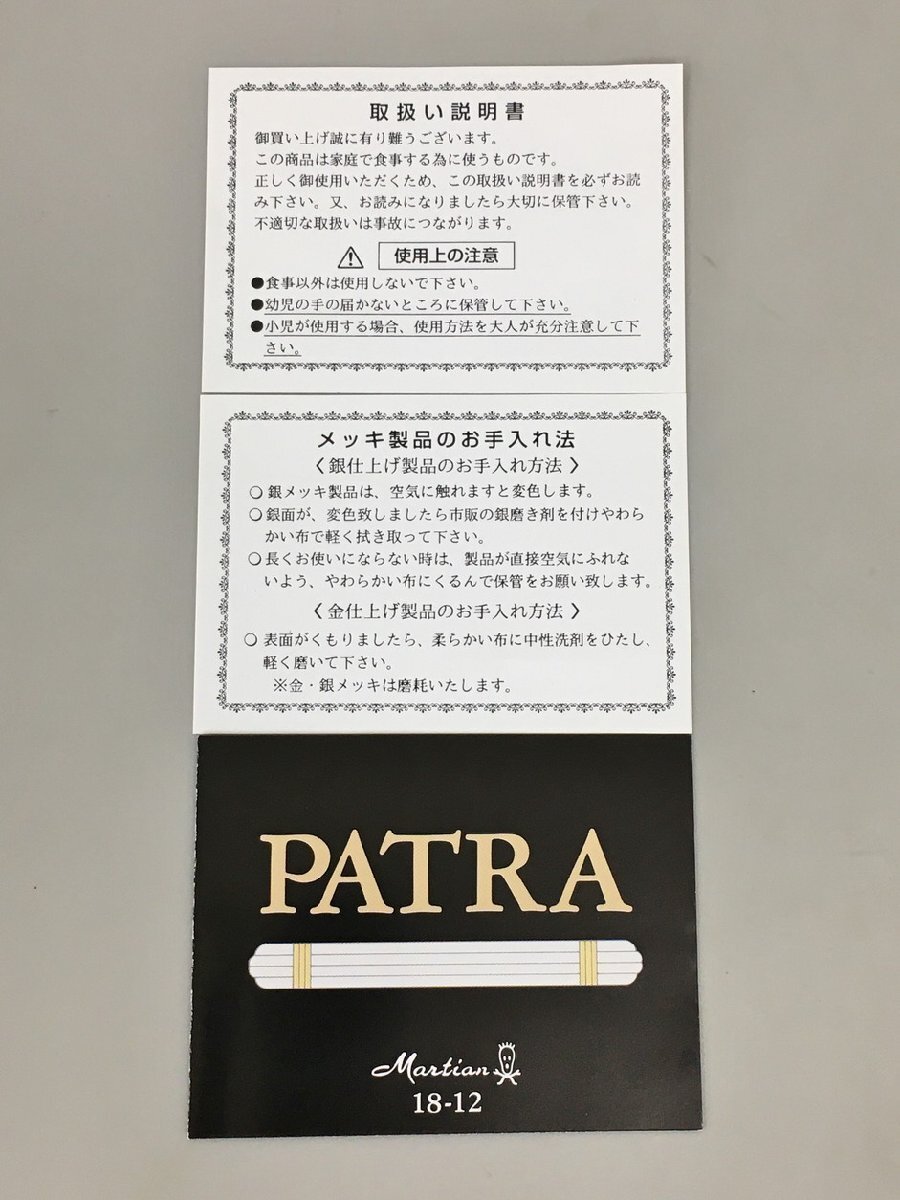 取扱い説明書
御買い上げ誠に有り難うございます。
この商品は家庭で食事する為に使うものです。
正しく御使用いただくため、この取扱い説明書を必ずお読
み下さい。又、お読みになりましたら大切に保管下さい。
不適切な取扱いは事故につながります。
使用上の注意
●食事以外は使用しないで下さい。
●幼児の手の届かないところに保管して下さい。
●小児が使用する場合、使用方法を大人が充分注意して下
さい。
メッキ製品のお手入れ法
〈銀仕上げ製品のお手入れ方法〉
○銀メッキ製品は、空気に触れますと変色します。
○銀面が、変色致しましたら市販の銀磨き剤を付けやわら
かい布で軽く拭き取って下さい。
○長くお使いにならない時は、製品が直接空気にふれな
いよう、やわらかい布にくるんで保管をお願い致します。
〈金仕上げ製品のお手入れ方法〉
○表面がくもりましたら、柔らかい布に中性洗剤をひたし、
軽く磨いて下さい。
※金・銀メッキは磨耗いたします。
PATRA
Martian
18-12